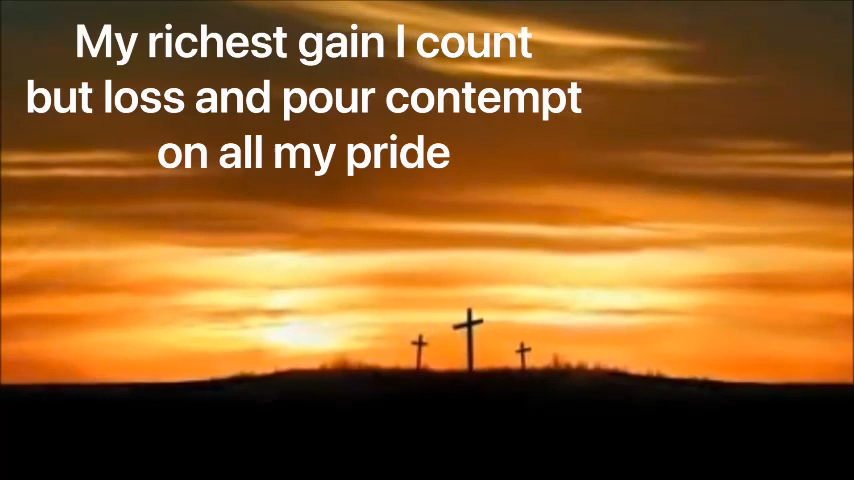 My richest gain I count
but loss and pour contempt
on all my pride